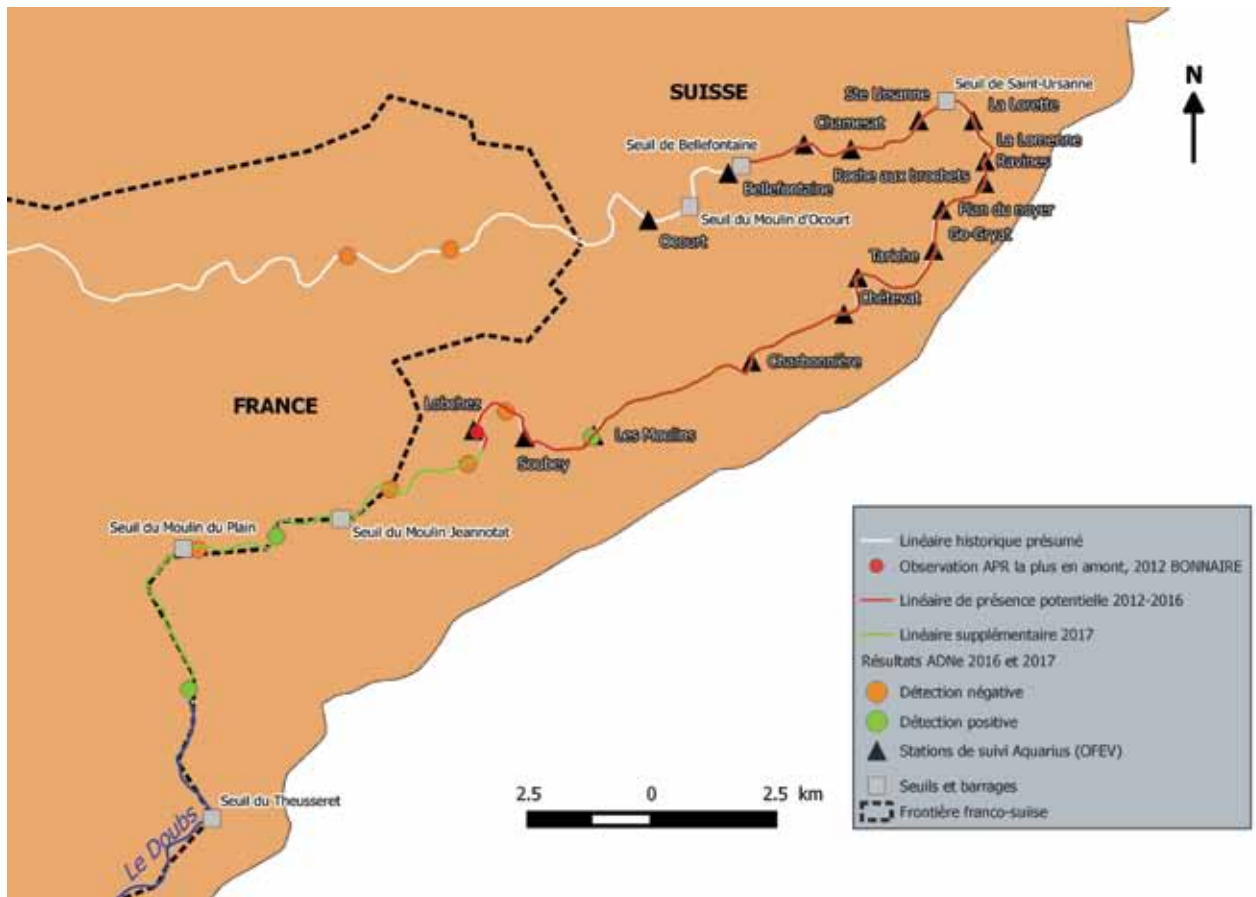 N
SUISSE
Seuil de Saint-Ursanne
Ste Ursanne
La Lorette
Chamesat
La Lomenne
Seuil de Bellefontaine
Ravines
Roche aux brochets
Bellefontaine
Plan du noyer
Seuil du Moulin d'Ocourt
Go-Gryat
Ocourt
Tariche
Chétevat
Charbonnière
FRANCE
Lobchez
Les Moulins
Soubey
Seuil du Moulin du Plain
Seuil du Moulin Jeannotat
Seuil du Theusseret
Le Doubs
2.5 0 2.5 km
Linéaire historique présumé
Observation APR la plus en amont, 2012 BONNAIRE
Linéaire de présence potentielle 2012-2016
Linéaire supplémentaire 2017
Résultats ADNe 2016 et 2017
Détection négative
Détection positive
Stations de suivi Aquarius (OFEV)
Seuils et barrages
Frontière franco-suiise